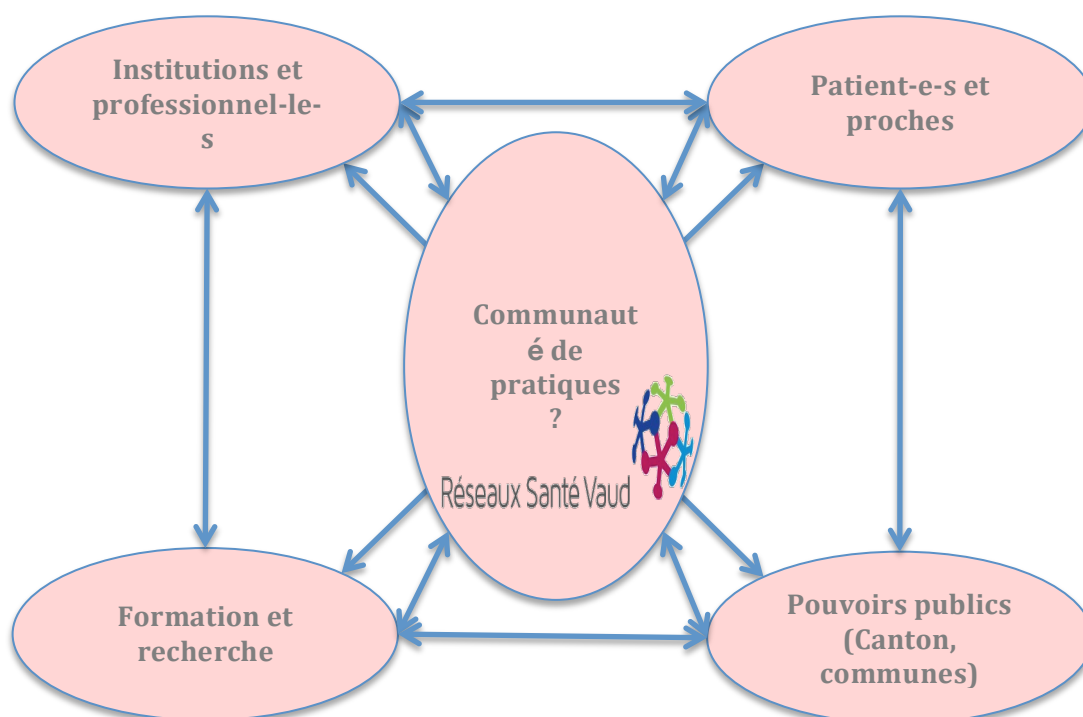 Institutions et
professionnel-le-
s
Patient-e-s et
proches
Communaut
é de
pratiques
?
Réseaux Santé Vaud
Formation et
recherche
Pouvoirs publics
(Canton,
communes)